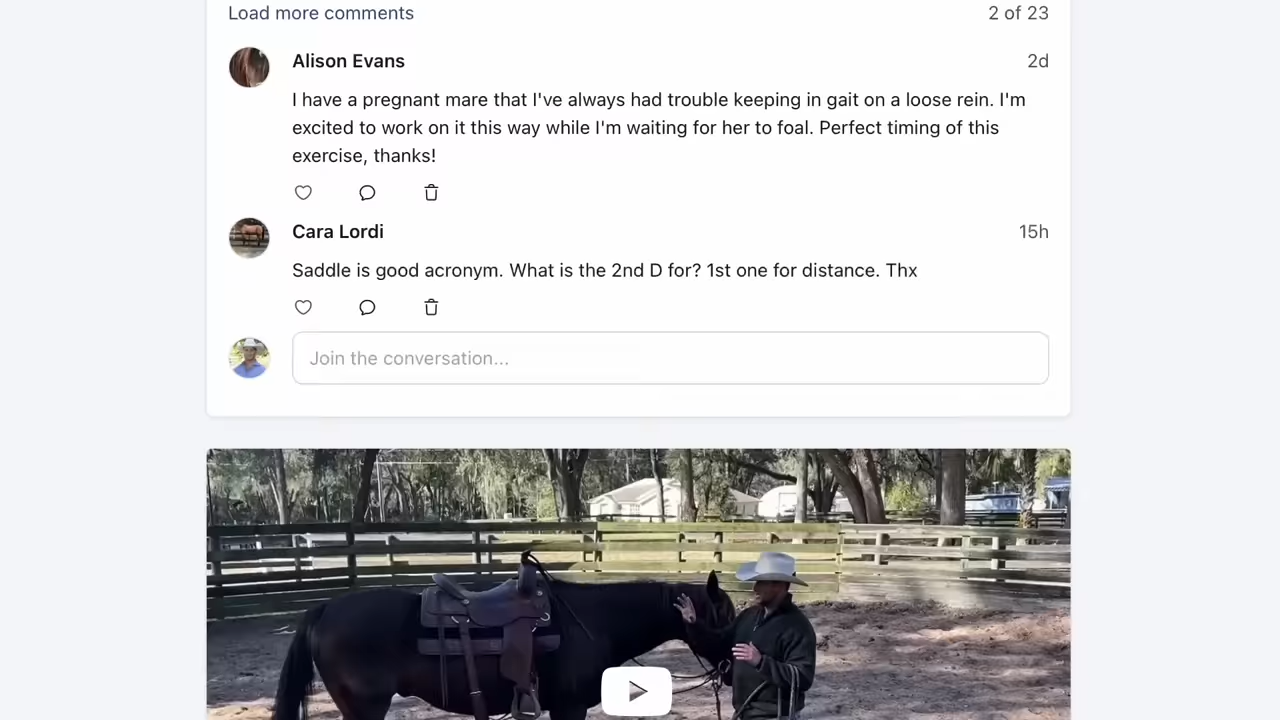 Load more comments
2 of 23
Alison Evans
2d
I have a pregnant mare that I've always had trouble keeping in gait on a loose rein. I'm
excited to work on it this way while I'm waiting for her to foal. Perfect timing of this
exercise, thanks!
Cara Lordi
15h
Saddle is good acronym. What is the 2nd D for? 1st one for distance. Thx
Join the conversation...